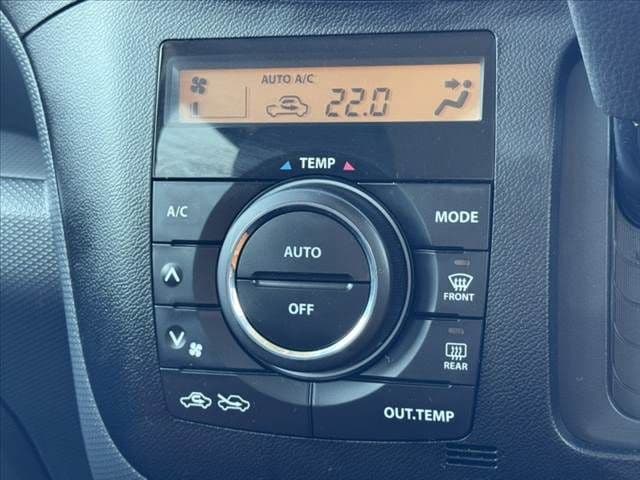 AUTO A/C
22.0
TEMP
A/C
MODE
AUTO
OFF
FRONT
REAR
OUT.TEMP